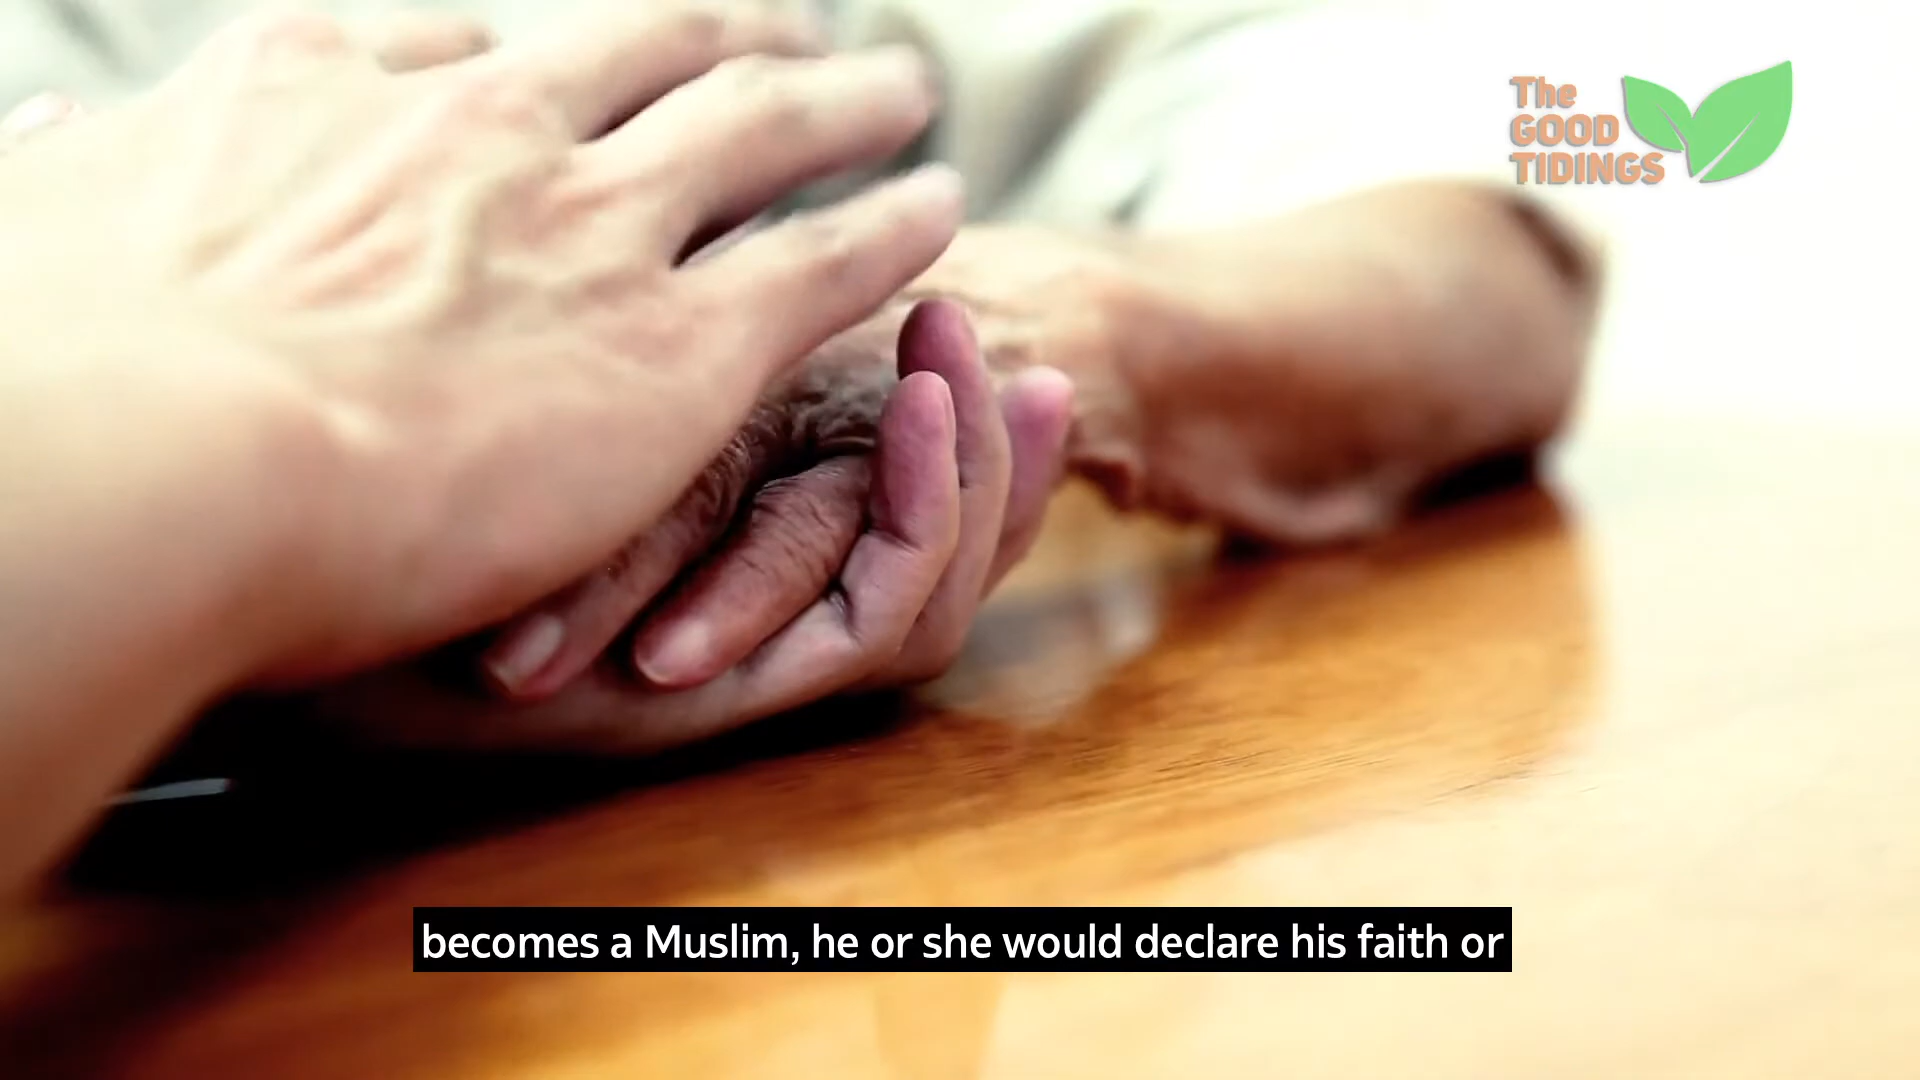 The
GOOD
TIDINGS
becomes a Muslim, he or she would declare his faith or